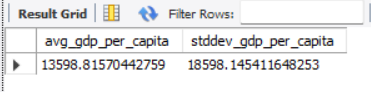 Result Grid Filter Rows:
avg_gdp_per_capita stddev_gdp_per_capita
13598.81570442759 18598.145411648253